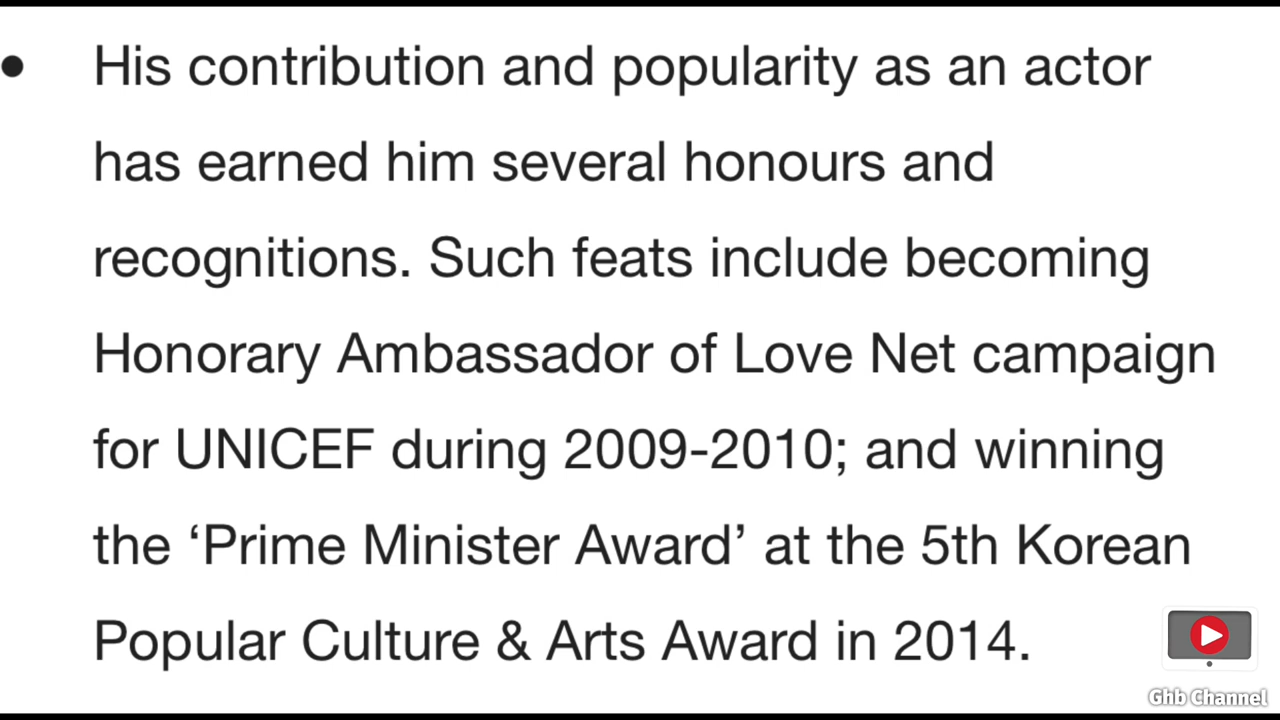 • His contribution and popularity as an actor
has earned him several honours and
recognitions. Such feats include becoming
Honorary Ambassador of Love Net campaign
for UNICEF during 2009-2010; and winning
the ‘Prime Minister Award’ at the 5th Korean
Popular Culture & Arts Award in 2014.
Ghb Channel